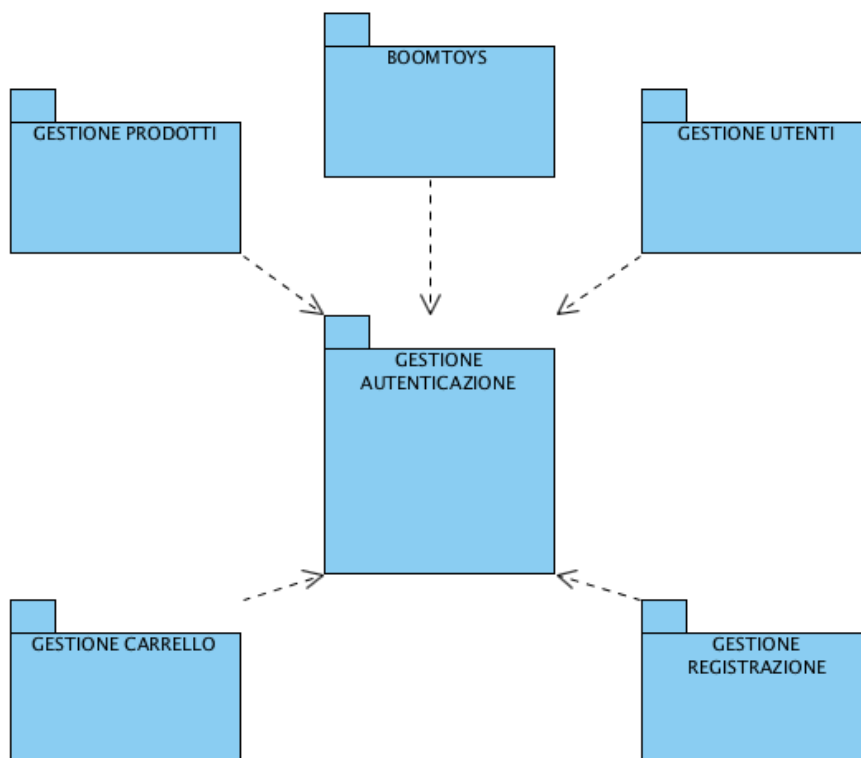 BOOMTOYS
GESTIONE PRODOTTI
GESTIONE UTENTI
GESTIONE
AUTENTICAZIONE
GESTIONE CARRELLO
GESTIONE
REGISTRAZIONE